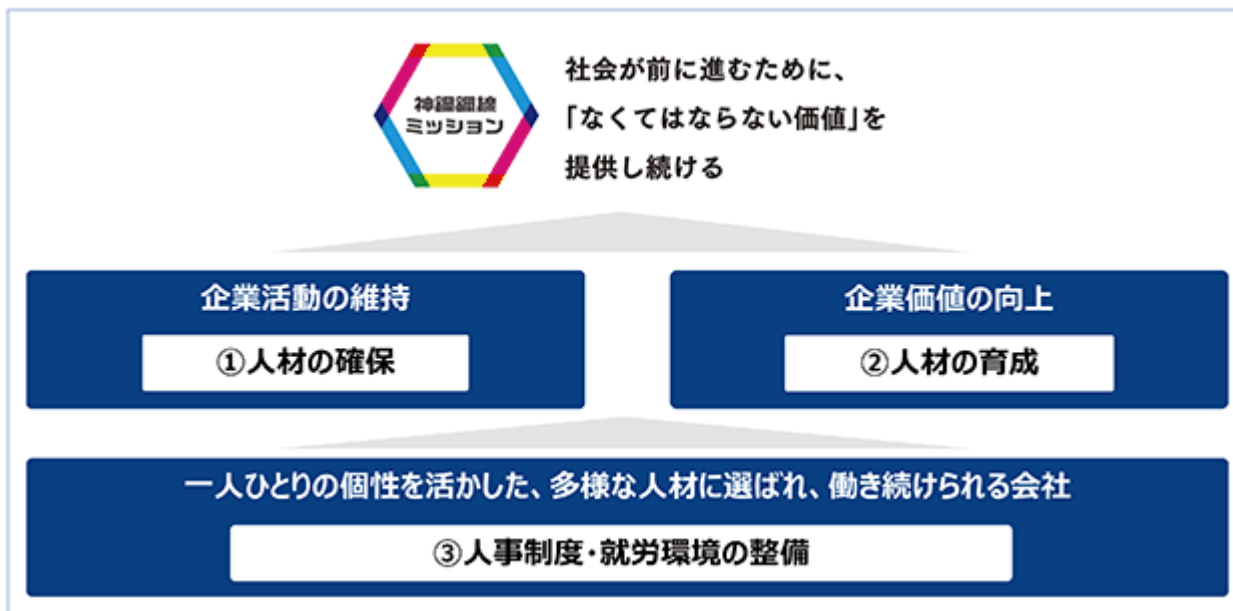 神鋼鋼線
ミッション
社会が前に進むために、
「なくてはならない価値」を
提供し続ける
企業活動の維持
①人材の確保
企業価値の向上
②人材の育成
一人ひとりの個性を活かした、多様な人材に選ばれ、働き続けられる会社
③人事制度・就労環境の整備